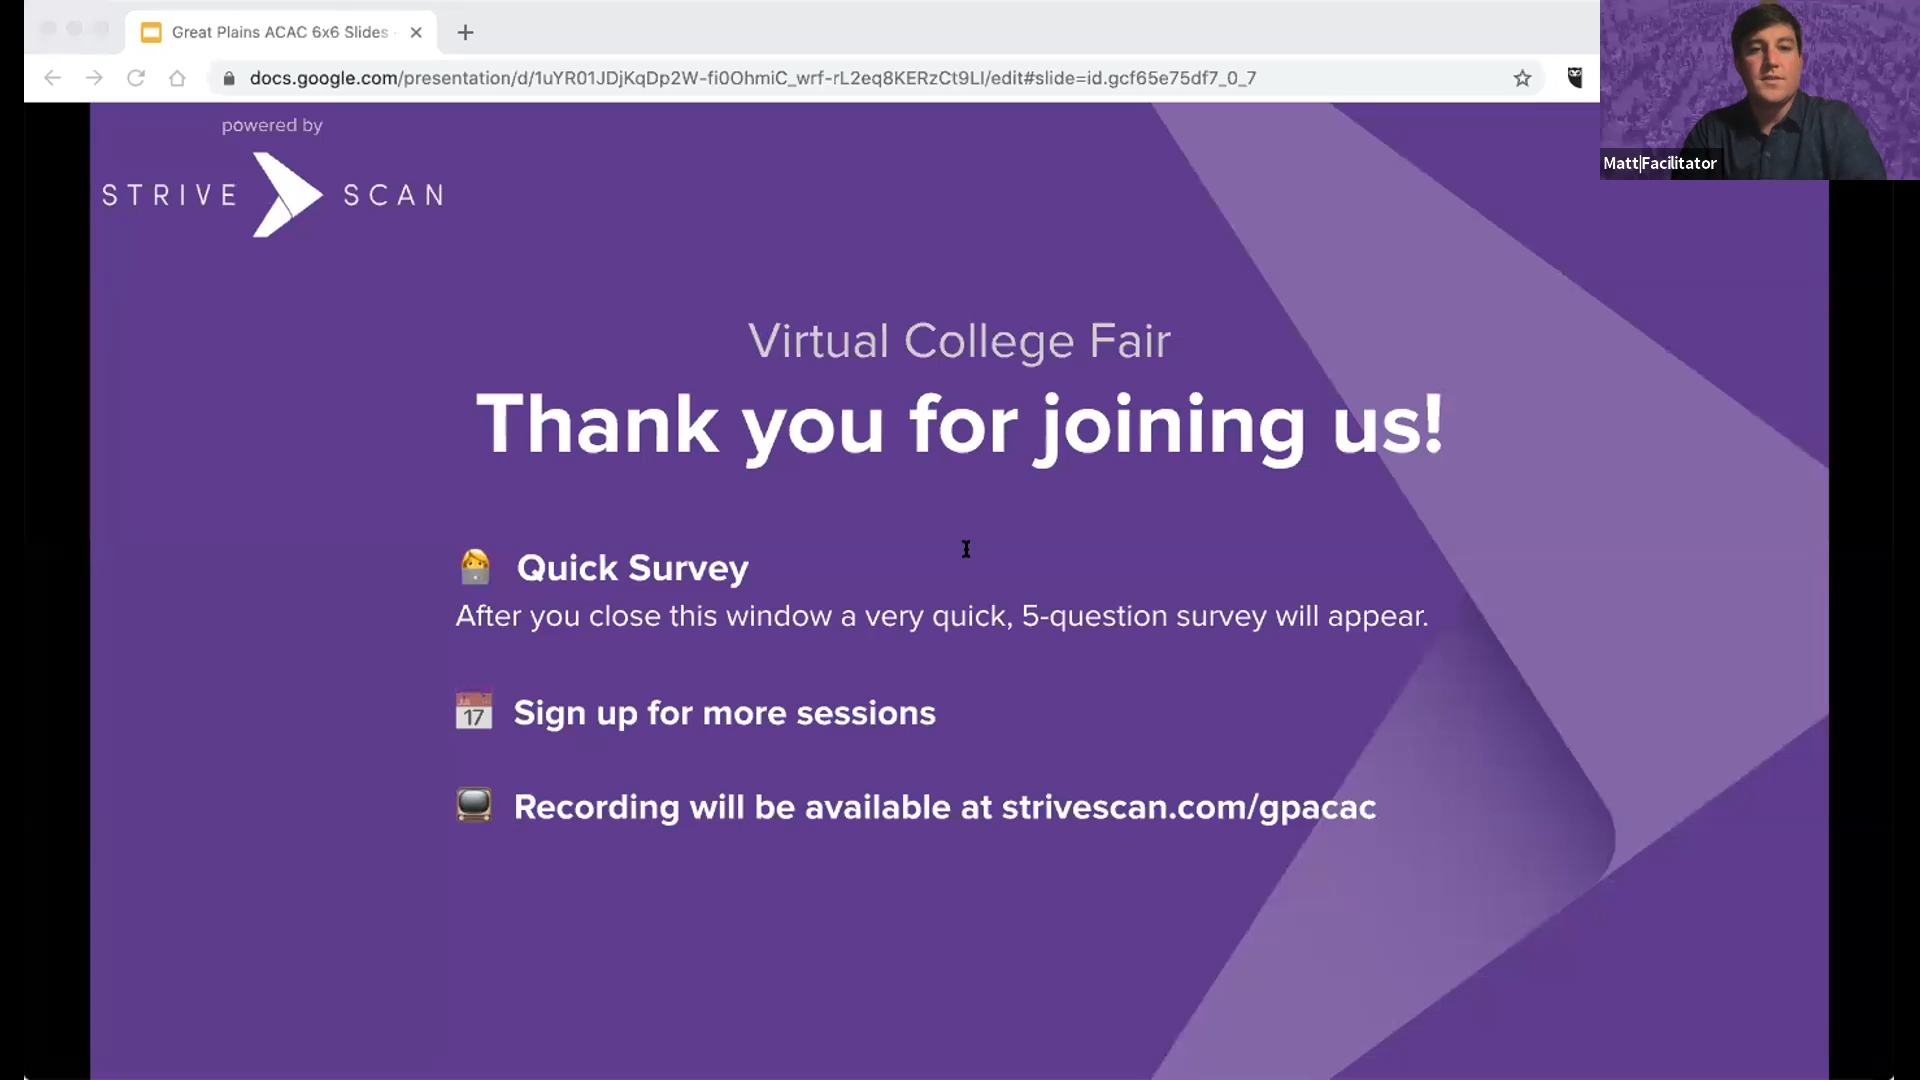 Great Plains ACAC 6x6 Slides -
docs.google.com/presentation/d/1uYR01JDjKqDp2W-fi0OhmiC_wrf-rL2eq8KERzCt9LI/edit#slide=id.gcf65e75df7_0_7
Matt|Facilitator
powered by
STRIVE SCAN
Virtual College Fair
Thank you for joining us!
Quick Survey
After you close this window a very quick, 5-question survey will appear.
JUL
17
Sign up for more sessions
Recording will be available at strivescan.com/gpacac